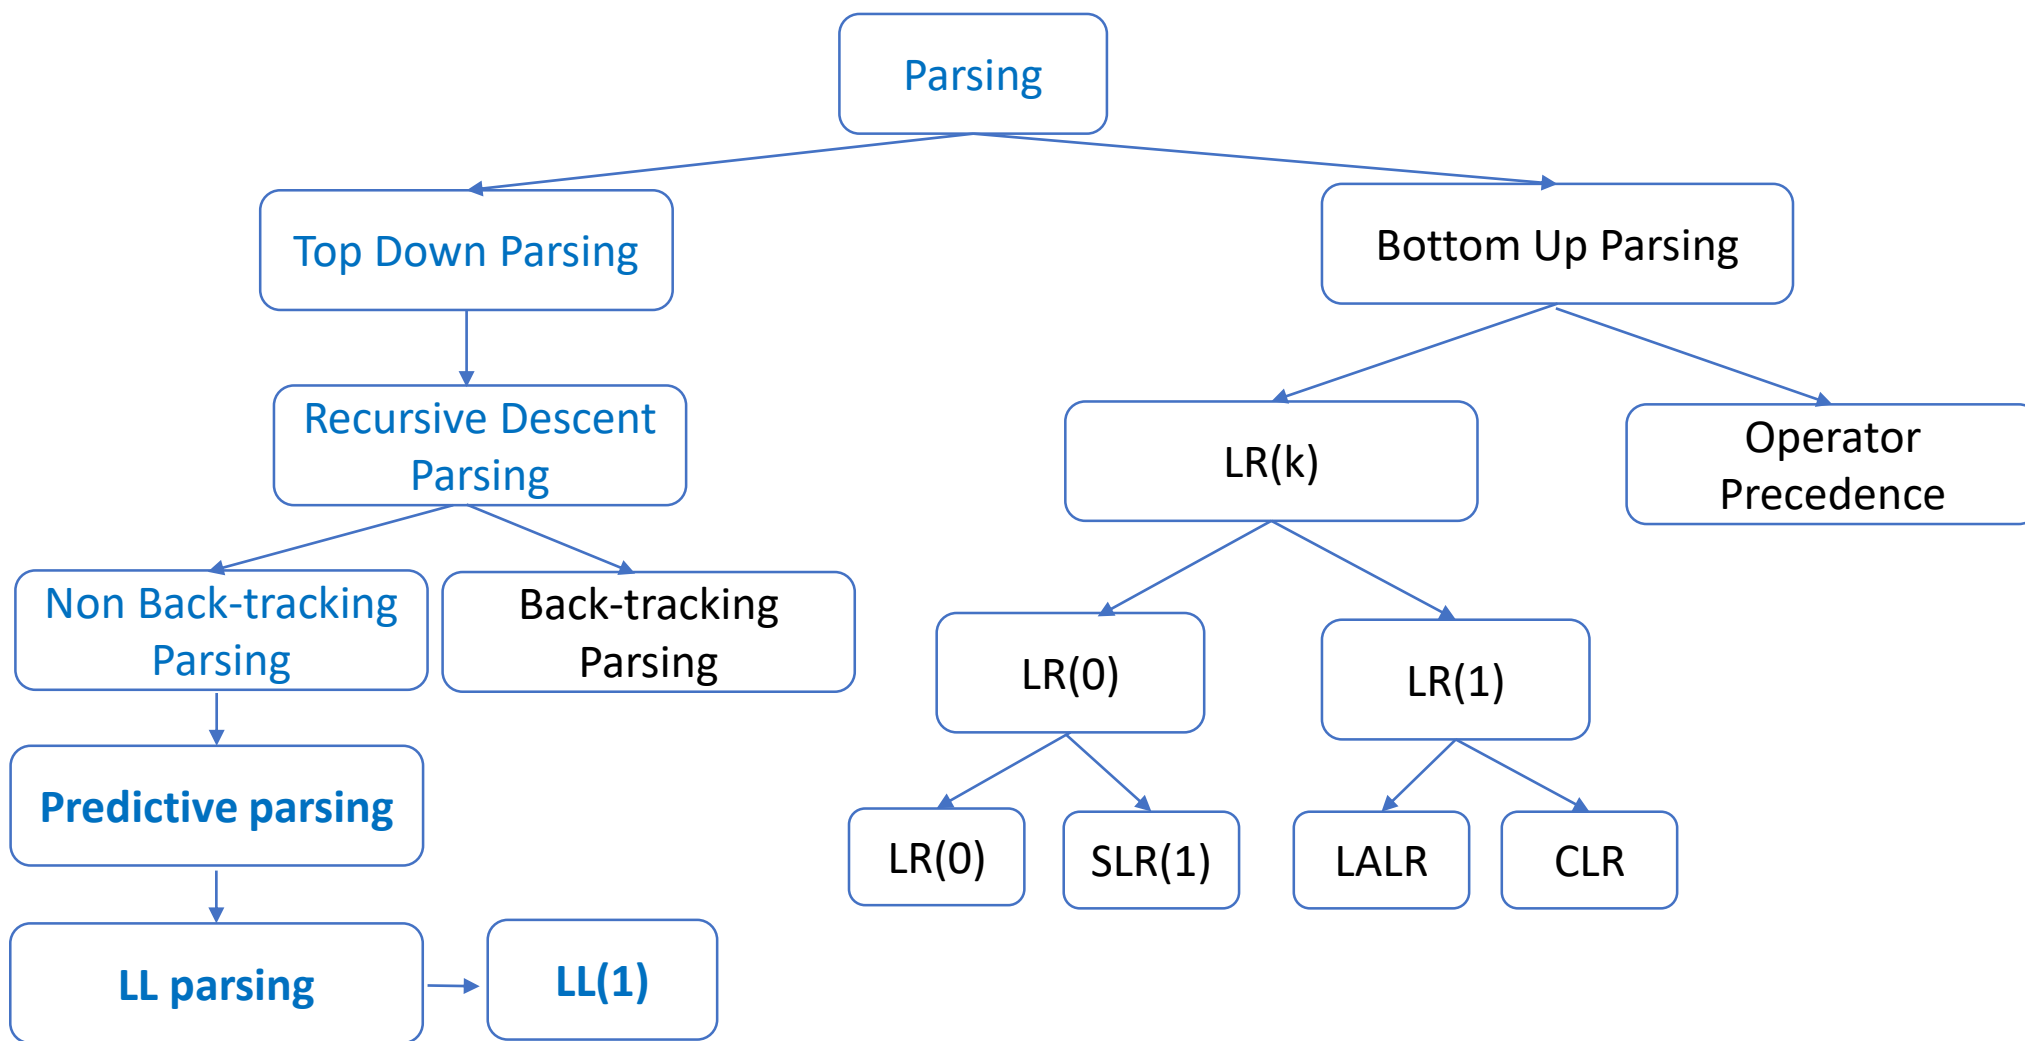 Parsing
Top Down Parsing
Bottom Up Parsing
Recursive Descent
Parsing
LR(k)
Operator
Precedence
Non Back-tracking
Parsing
Back-tracking
Parsing
LR(0)
LR(1)
Predictive parsing
LR(0)
SLR(1)
LALR
CLR
LL parsing
LL(1)